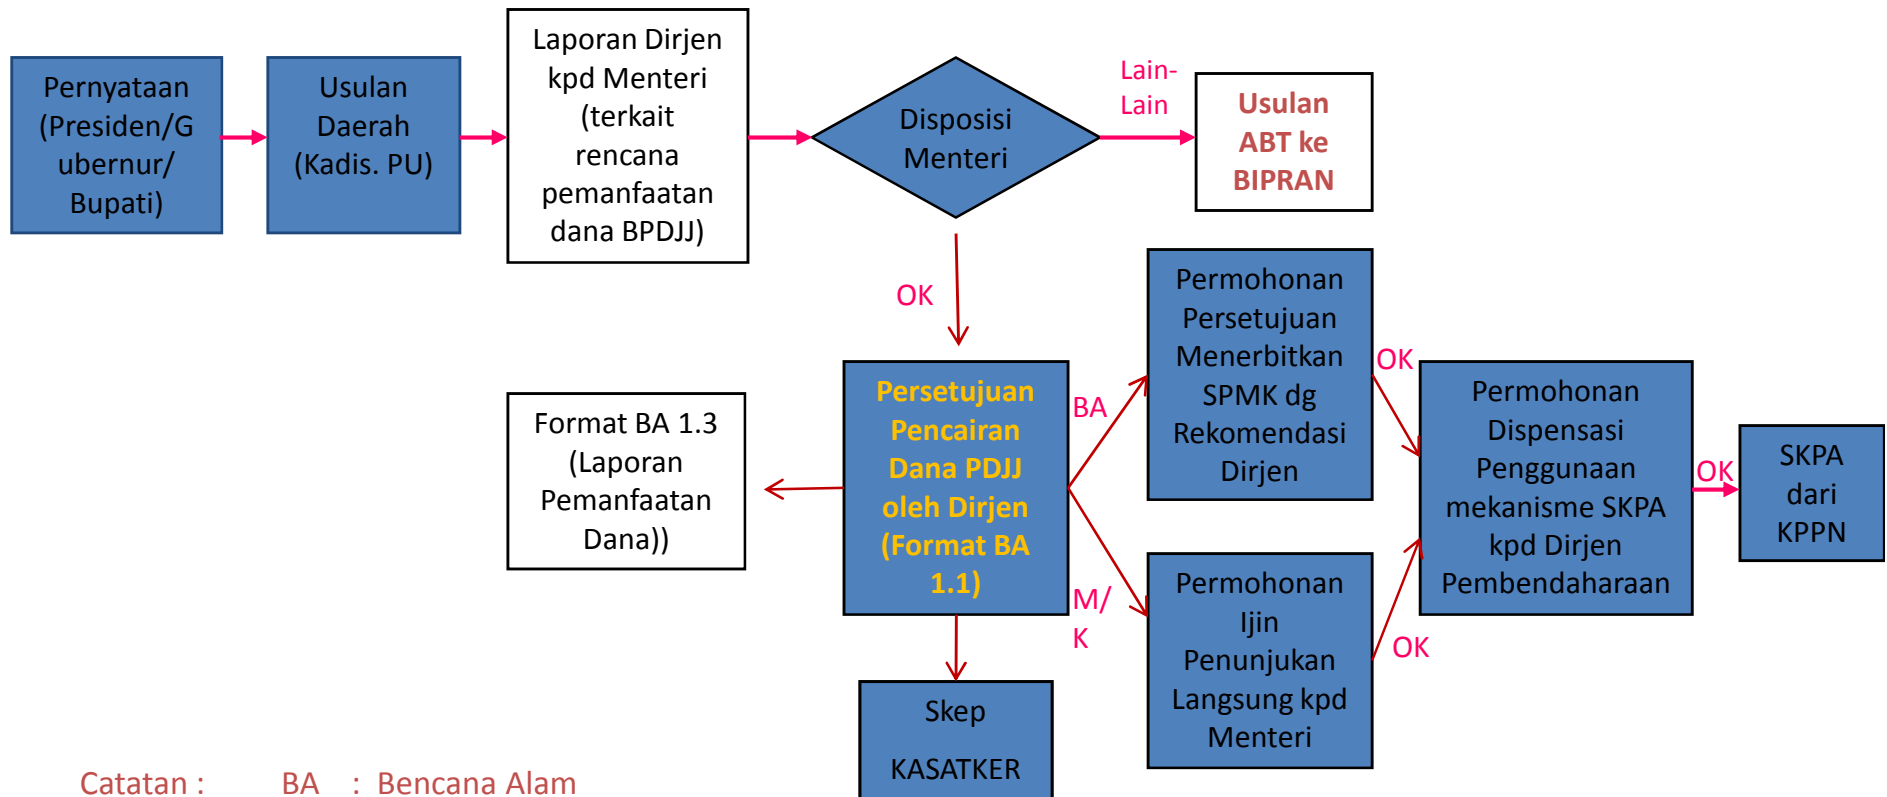 Pernyataan
(Presiden/G
ubernur/
Bupati)
Usulan
Daerah
(Kadis. PU)
Laporan Dirjen
kpd Menteri
(terkait
rencana
pemanfaatan
dana BPDJJ)
Disposisi
Menteri
Lain-
Lain
Usulan
ABT ke
BIPRAN
OK
Format BA 1.3
(Laporan
Pemanfaatan
Dana))
Persetujuan
Pencairan
Dana PDJJ
oleh Dirjen
(Format BA
1.1)
BA
M/
K
Permohonan
Persetujuan
Menerbitkan
SPMK dg
Rekomendasi
Dirjen
OK
Permohonan
Ijin
Penunjukan
Langsung kpd
Menteri
OK
Permohonan
Dispensasi
Penggunaan
mekanisme SKPA
kpd Dirjen
Pembendaharaan
OK
SKPA
dari
KPPN
Skep
KASATKER
Catatan : BA : Bencana Alam